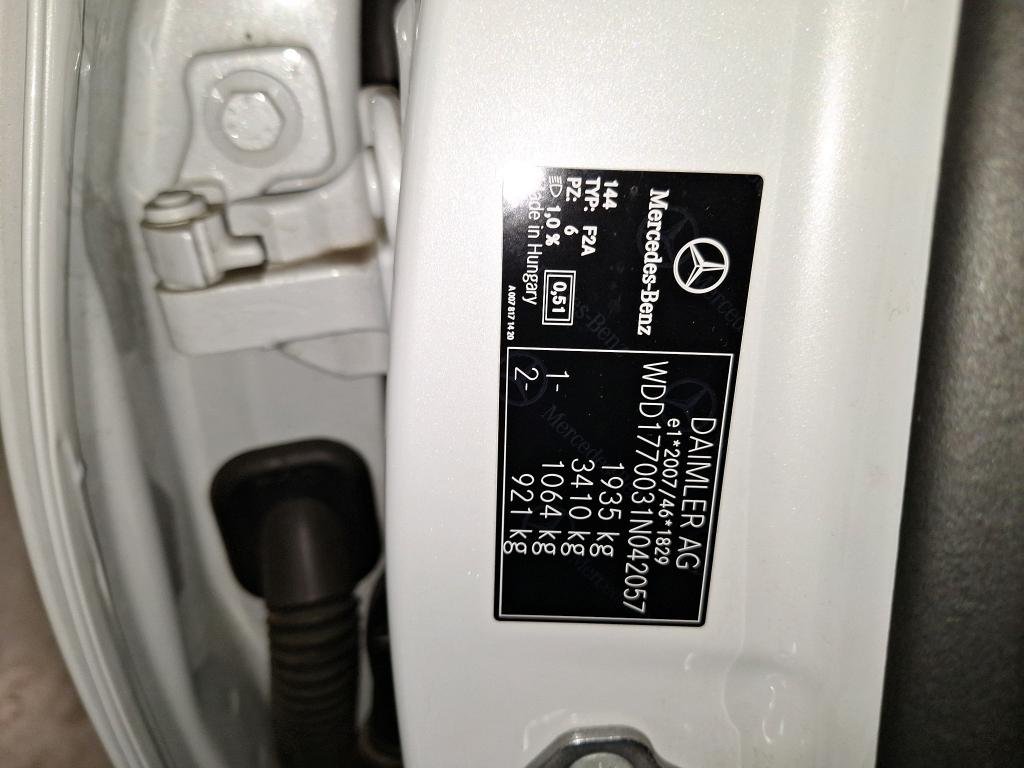 Mercedes-Benz
144
TYP: F2A
PZ: 6
1,0 %
0,51
Made in Hungary
A 007 817 14 20
DAIMLER AG
e1*2007/46*1829
WDD1770031N042057
1935 kg
3410 kg
1- 1064 kg
2- 921 kg